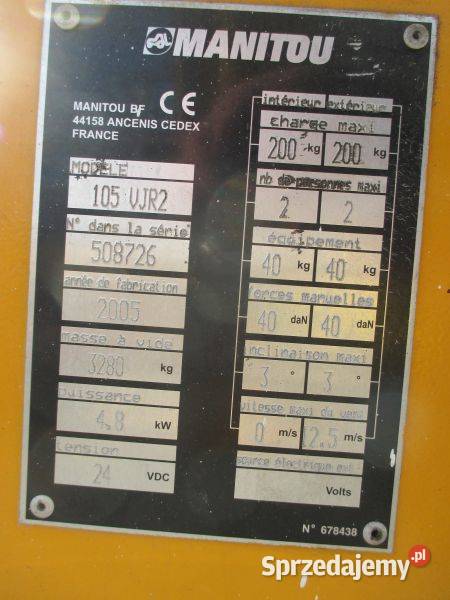 MANITOU
MANITOU BF CE
44158 ANCENIS CEDEX
FRANCE
MODÈLE
105 VJR2
N° dans la série
508726
année de fabrication
2005
masse à vide
3280 kg
puissance
4.8 kW
tension
24 VDC
intérieur extérieur
charge maxi
200 kg 200 kg
nb de personnes maxi
2 2
équipement
40 kg 40 kg
forces manuelles
40 daN 40 daN
inclinaison maxi
3 ° 3 °
vitesse maxi du vent
0 m/s 12.5 m/s
source électrique
Volts
N° 678438
Sprzedajemy.pl